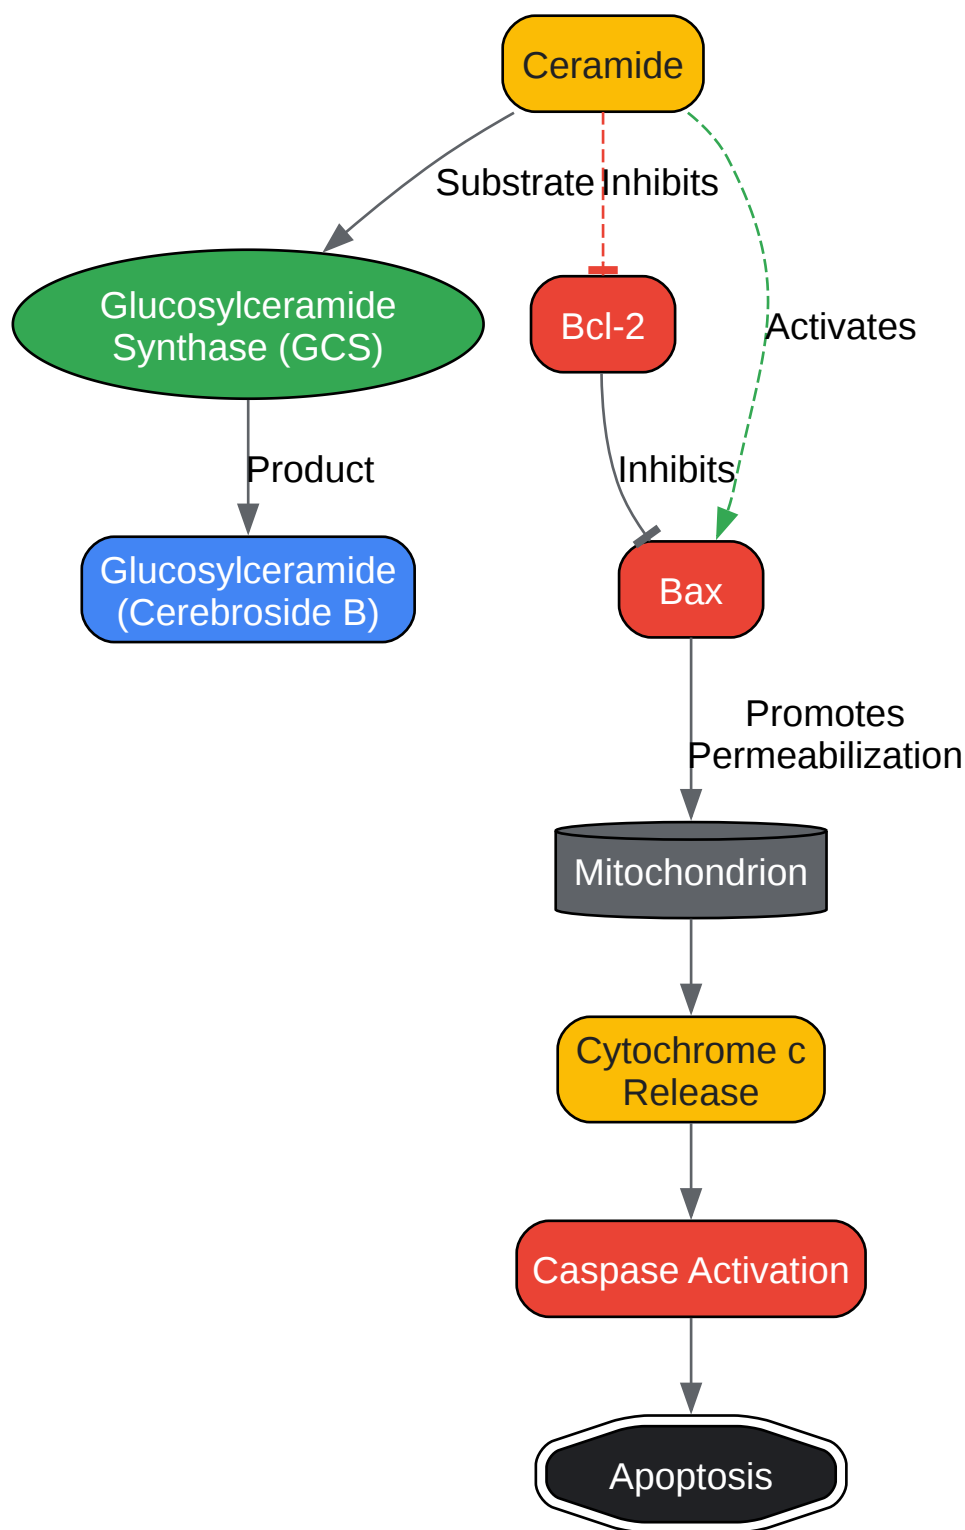 Ceramide
Substrate
Inhibits
Glucosylceramide
Synthase (GCS)
Bcl-2
Activates
Product
Inhibits
Glucosylceramide
(Cerebroside B)
Bax
Promotes
Permeabilization
Mitochondrion
Cytochrome c
Release
Caspase Activation
Apoptosis